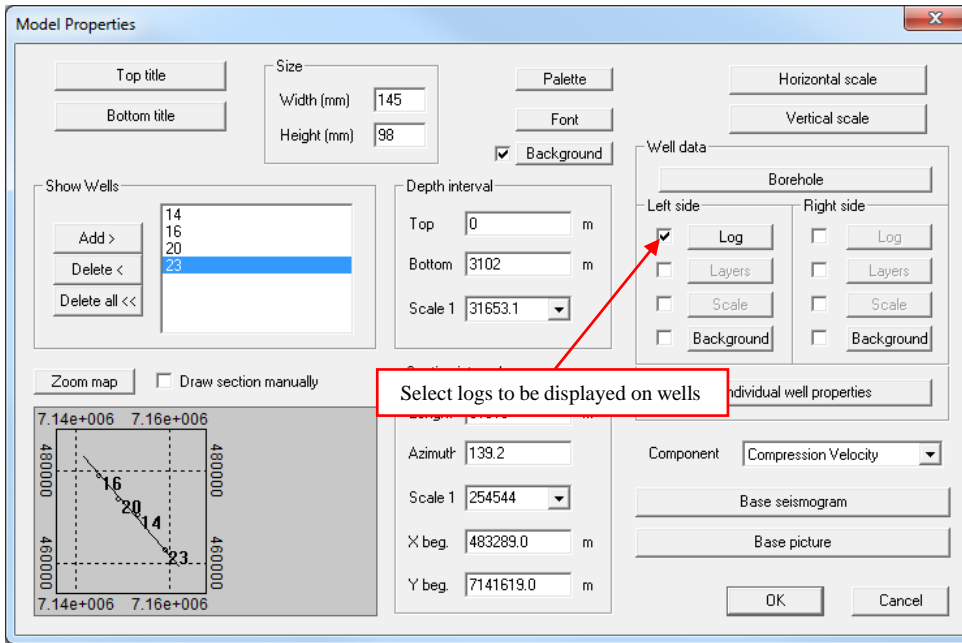 Model Properties
Top title
Bottom title
Size
Width (mm) 145
Height (mm) 98
Palette
Font
Background
Horizontal scale
Vertical scale
Show Wells
Add >
Delete <
Delete all <<
14
16
20
23
Depth interval
Top 0 m
Bottom 3102 m
Scale 1 31653.1
Well data
Borehole
Left side
Log
Layers
Scale
Background
Right side
Log
Layers
Scale
Background
Select logs to be displayed on wells
Individual well properties
Zoom map
Draw section manually
7.14e+006 7.16e+006
480000
460000
16
20
14
23
480000
460000
7.14e+006 7.16e+006
Azimuth 139.2
Scale 1 254544
X beg. 483289.0 m
Y beg. 7141619.0 m
Component Compression Velocity
Base seismogram
Base picture
OK
Cancel